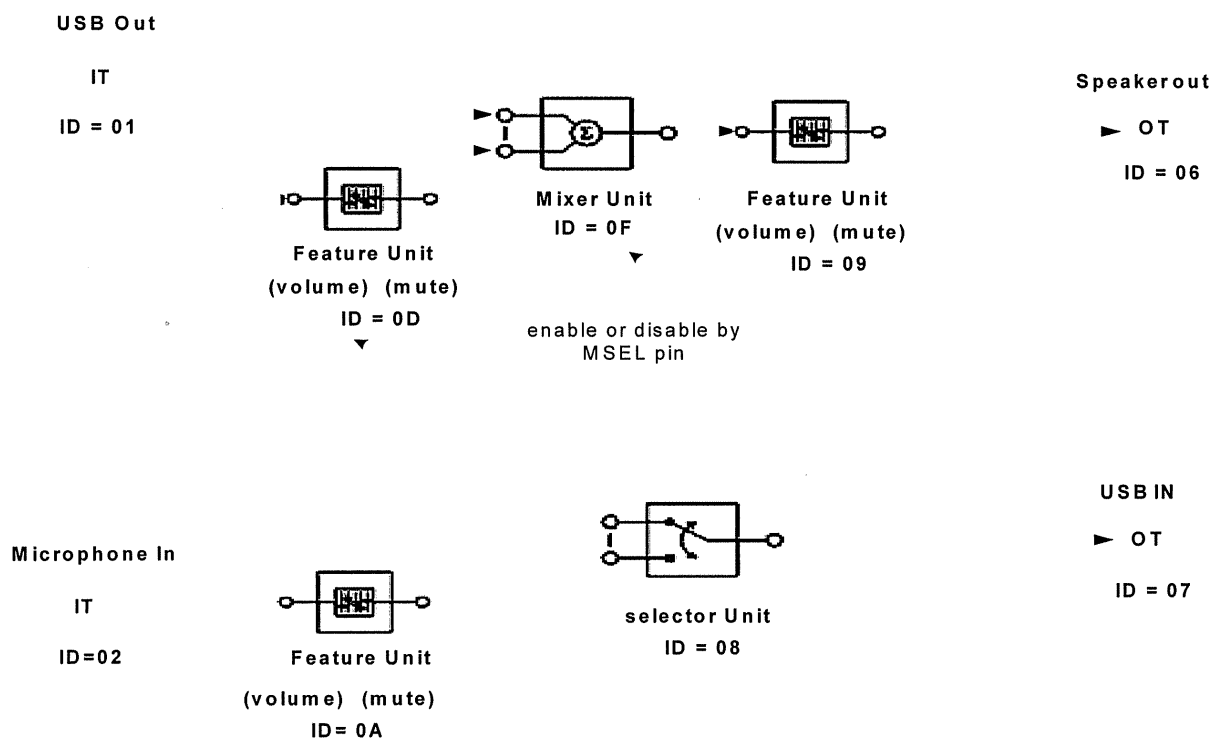 USB Out
IT
ID = 01
Speakerout
OT
ID = 06
Σ
Mixer Unit
ID = 0F
Feature Unit
(volume) (mute)
ID = 09
Feature Unit
(volume) (mute)
ID = 0D
enable or disable by
MSEL pin
USB IN
OT
ID = 07
Microphone In
IT
ID=02
selector Unit
ID = 08
Feature Unit
(volume) (mute)
ID= 0A